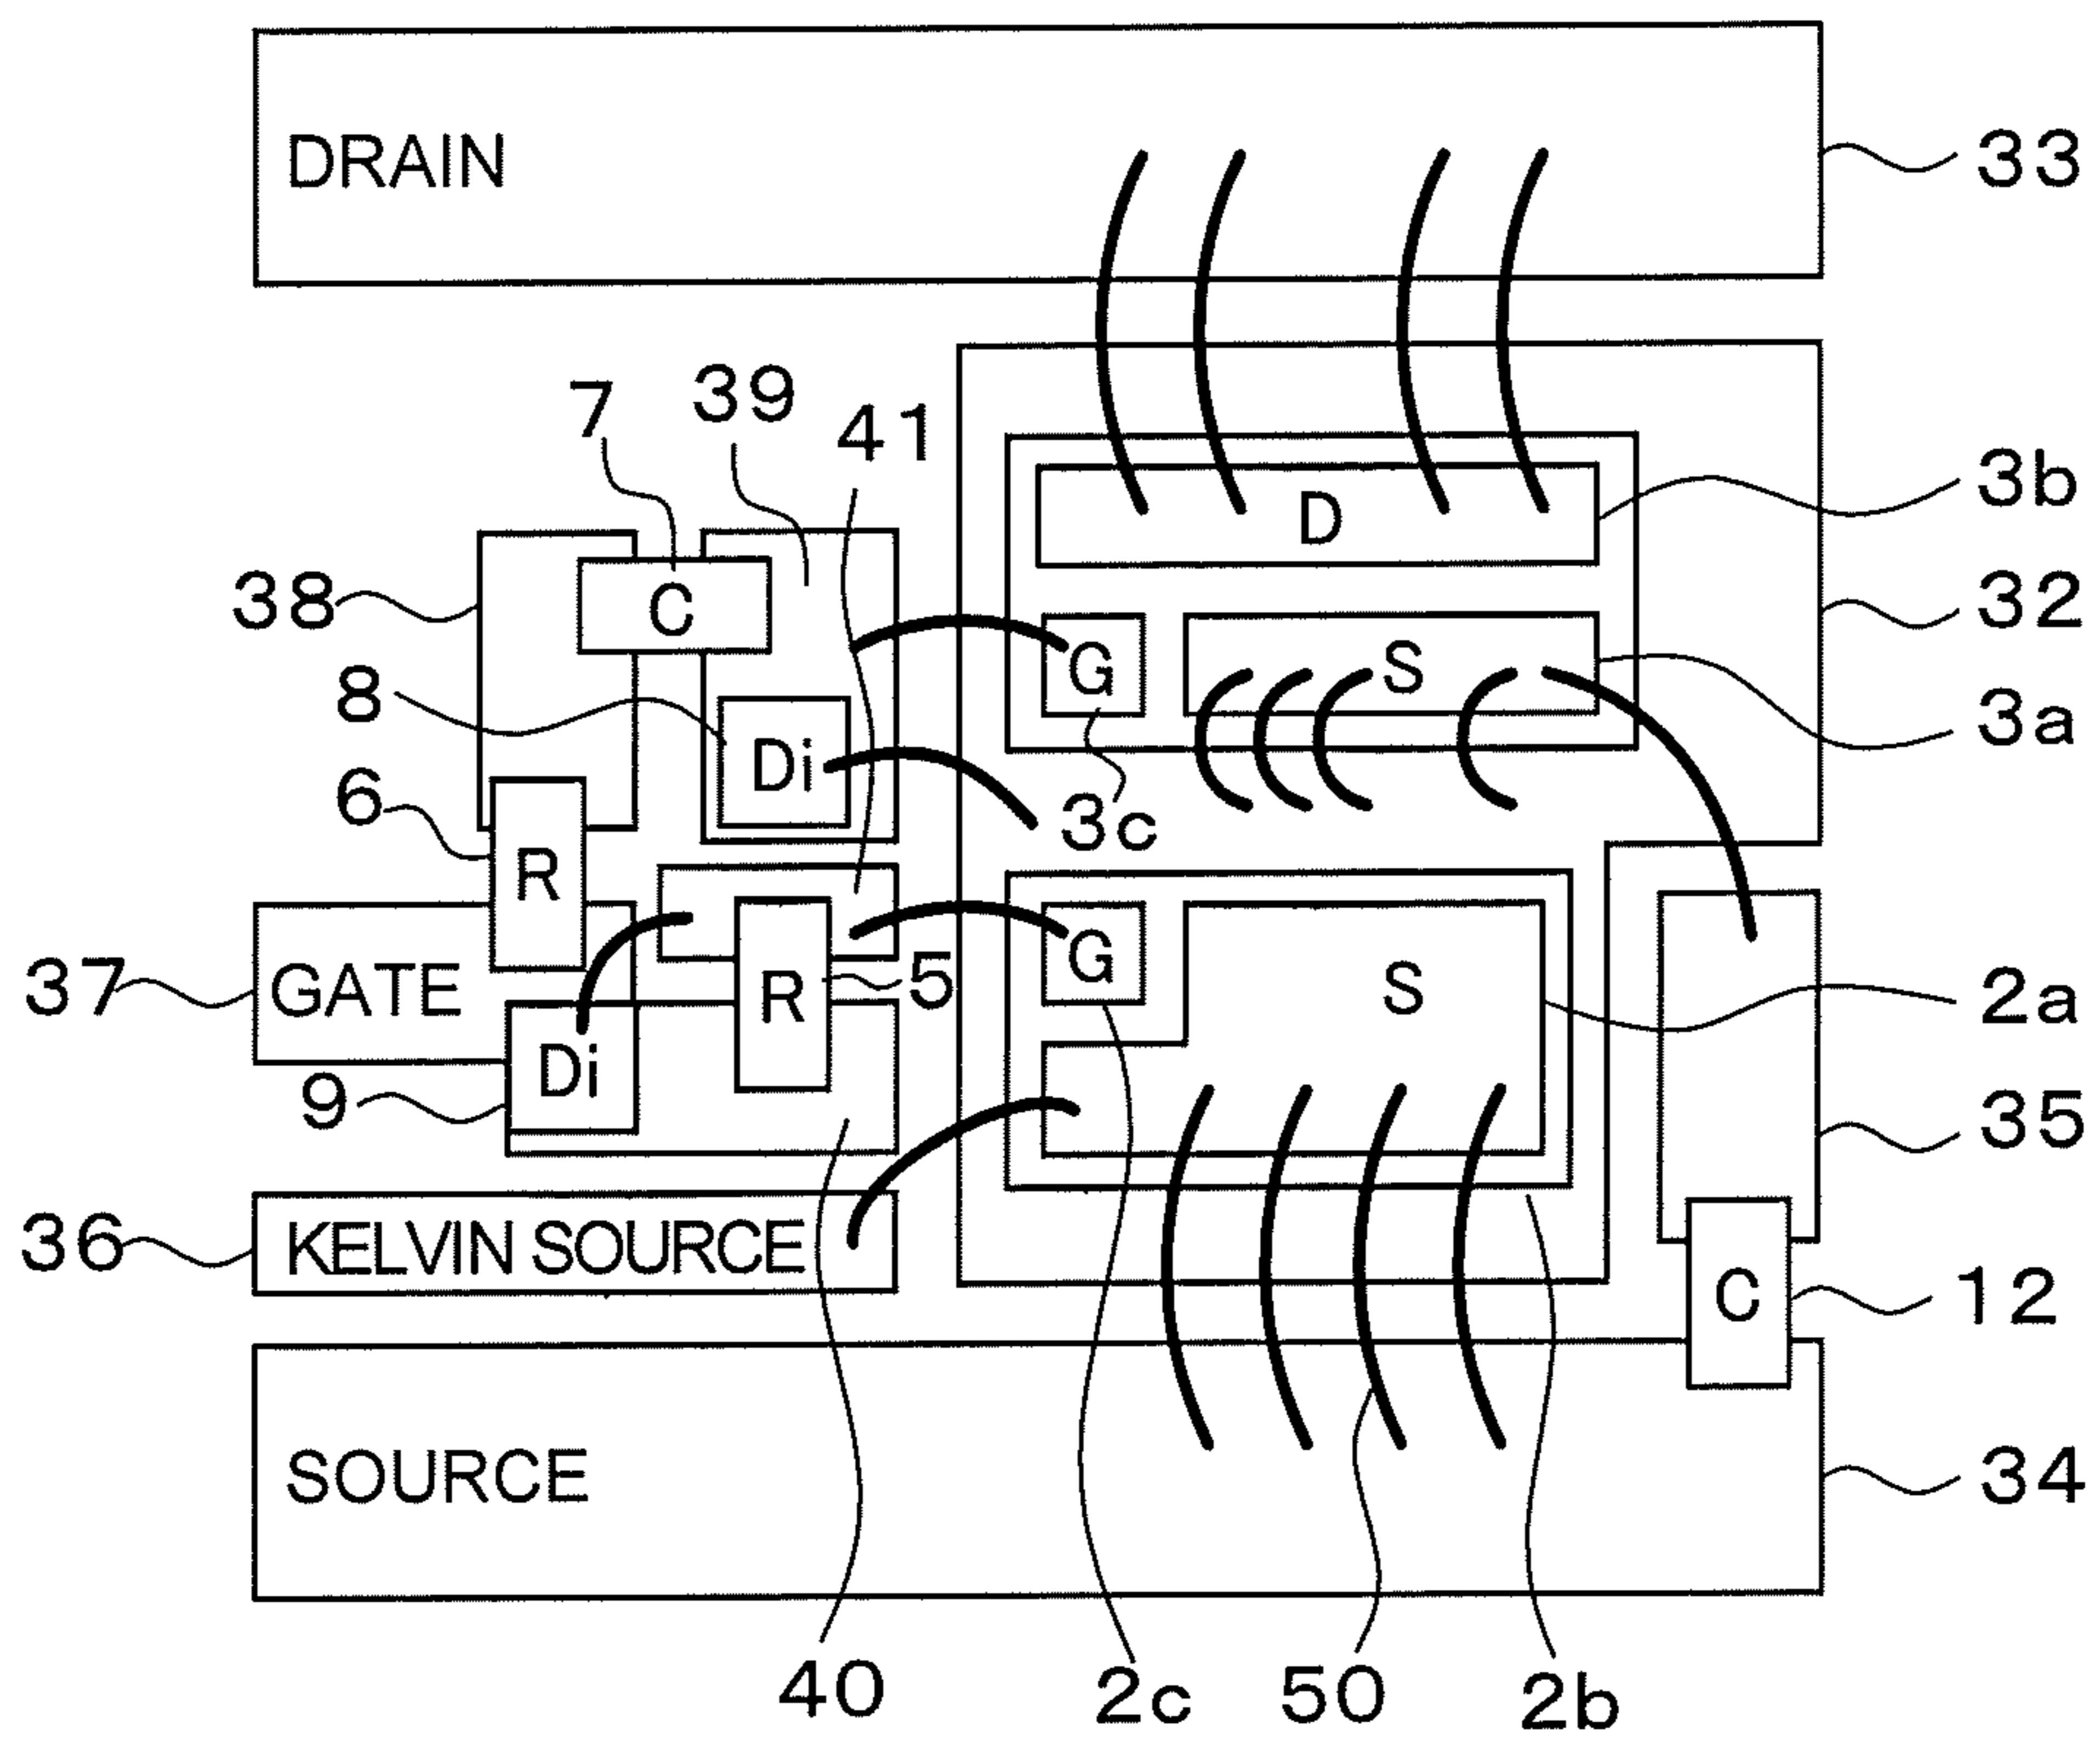 DRAIN
33
7
39
41
3b
D
38
C
32
G
S
8
3a
Di
6
3c
R
G
37
GATE
R
5
S
2a
Di
9
35
36
KELVIN SOURCE
C
12
SOURCE
34
40
2c
50
2b